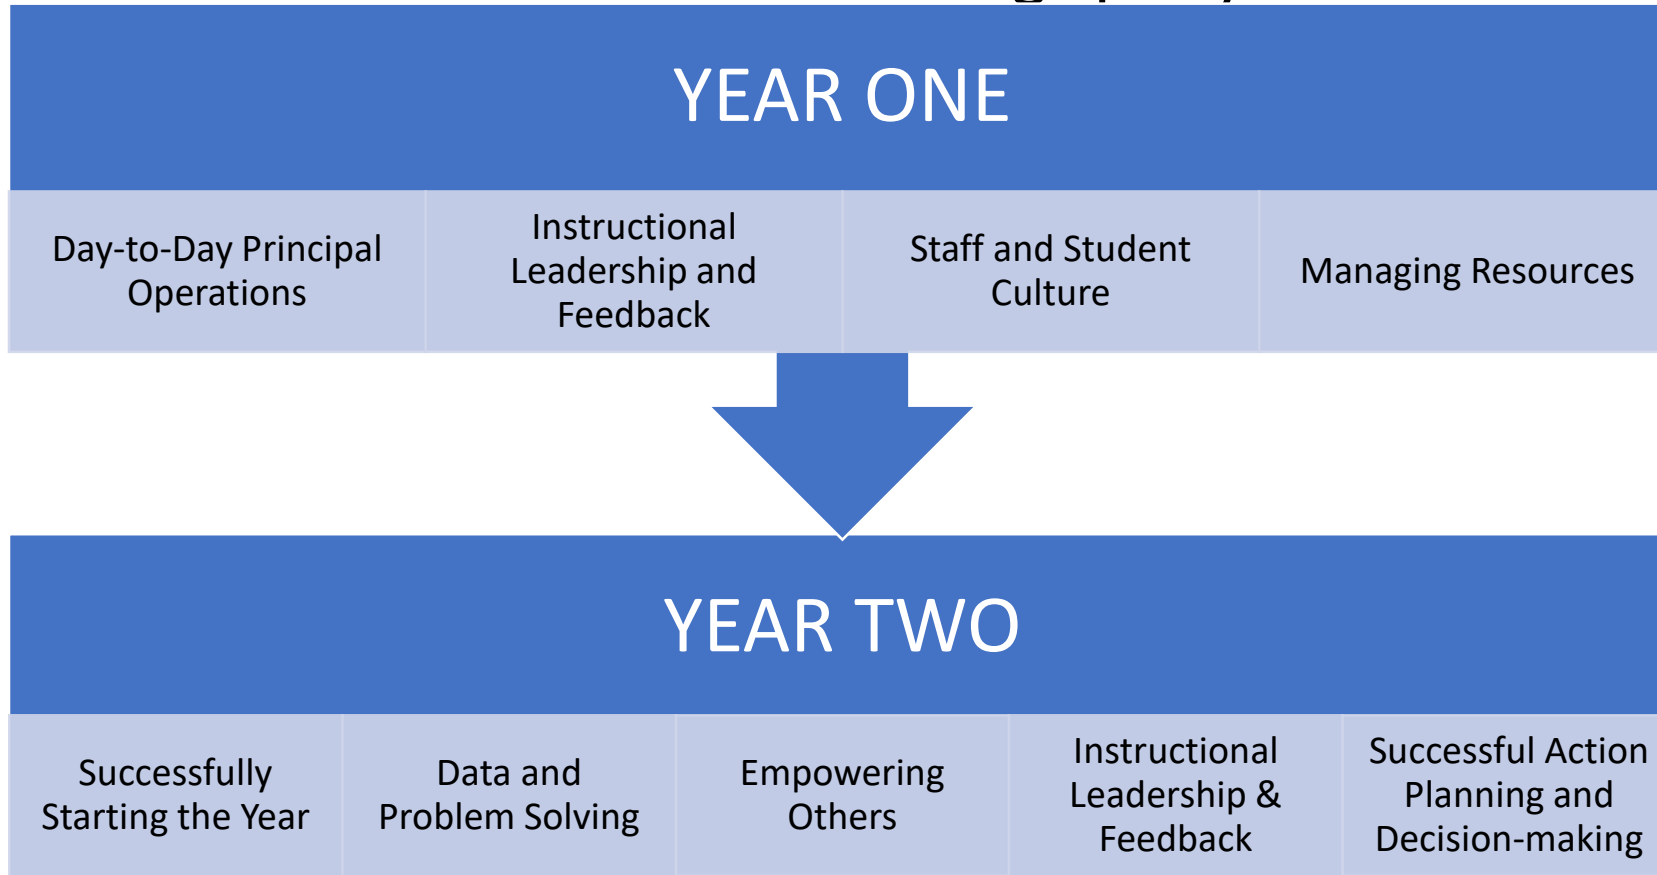 YEAR ONE
Day-to-Day Principal
Operations
Instructional
Leadership and
Feedback
Staff and Student
Culture
Managing Resources
YEAR TWO
Successfully
Starting the Year
Data and
Problem Solving
Empowering
Others
Instructional
Leadership &
Feedback
Successful Action
Planning and
Decision-making